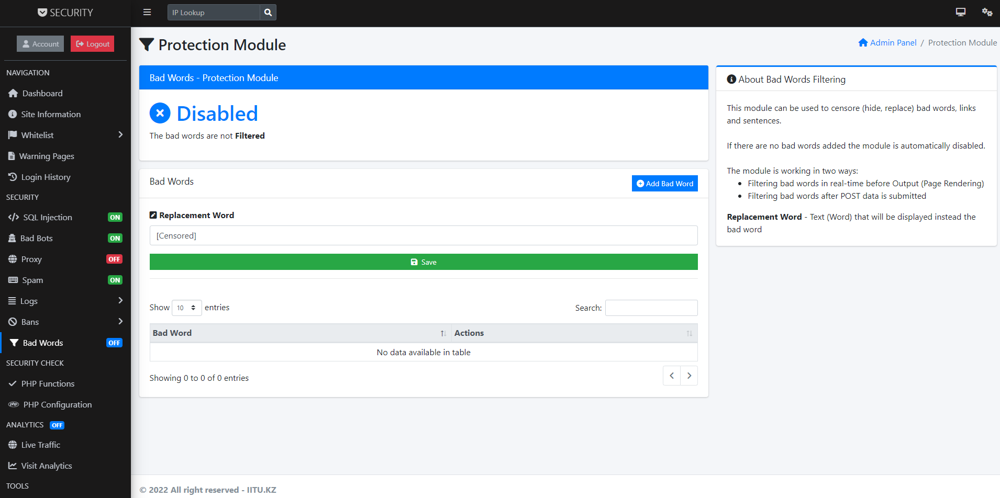 SECURITY
IP Lookup
Account
Logout
NAVIGATION
Dashboard
Site Information
Whitelist
Warning Pages
Login History
SECURITY
SQL Injection ON
Bad Bots ON
Proxy OFF
Spam ON
Logs
Bans
Bad Words OFF
SECURITY CHECK
PHP Functions
php PHP Configuration
ANALYTICS OFF
Live Traffic
Visit Analytics
TOOLS
Protection Module
Admin Panel / Protection Module
Bad Words - Protection Module
Disabled
The bad words are not Filtered
Bad Words
Add Bad Word
Replacement Word
[Censored]
Save
Show 10 entries
Search:
Bad Word Actions
No data available in table
Showing 0 to 0 of 0 entries
About Bad Words Filtering
This module can be used to censore (hide, replace) bad words, links
and sentences.
If there are no bad words added the module is automatically disabled.
The module is working in two ways:
Filtering bad words in real-time before Output (Page Rendering)
Filtering bad words after POST data is submitted
Replacement Word - Text (Word) that will be displayed instead the
bad word
© 2022 All right reserved - IITU.KZ